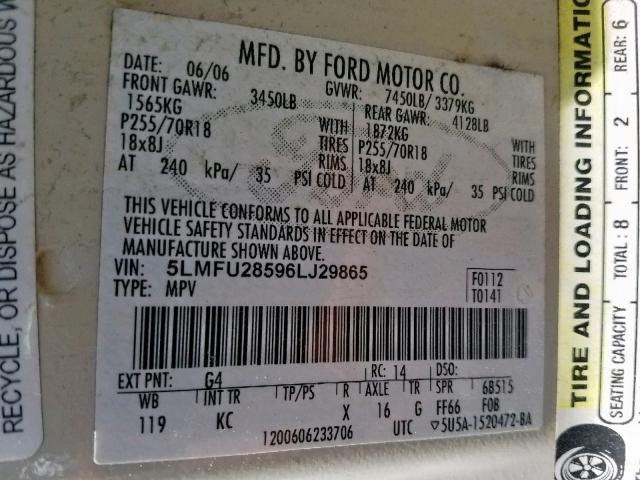 RECYCLE, OR DISPOSE AS HAZARDOUS W
MFD. BY FORD MOTOR CO.
DATE: 06/06 GVWR: 7450LB/ 3379KG
FRONT GAWR: 3450LB REAR GAWR: 4128LB
1565KG WITH 1872KG WITH
P255/70R18 TIRES P255/70R18 TIRES
18x8J RIMS 18x8J RIMS
AT 240 kPa/ 35 PSI COLD AT 240 kPa/ 35 PSI COLD
Ford
THIS VEHICLE CONFORMS TO ALL APPLICABLE FEDERAL MOTOR
VEHICLE SAFETY STANDARDS IN EFFECT ON THE DATE OF
MANUFACTURE SHOWN ABOVE.
VIN: 5LMFU28596LJ29865
TYPE: MPV
F0112
T0141
EXT PNT: G4 RC: 14 DSO:
WB INT TR TP/PS R AXLE TR SPR 6B515
119 KC X 16 G FF66 F0B
1200606233706 UTC ▽5U5A-1520472-BA
TIRE AND LOADING INFORMATIO
SEATING CAPACITY TOTAL: 8 FRONT: 2 REAR: 6